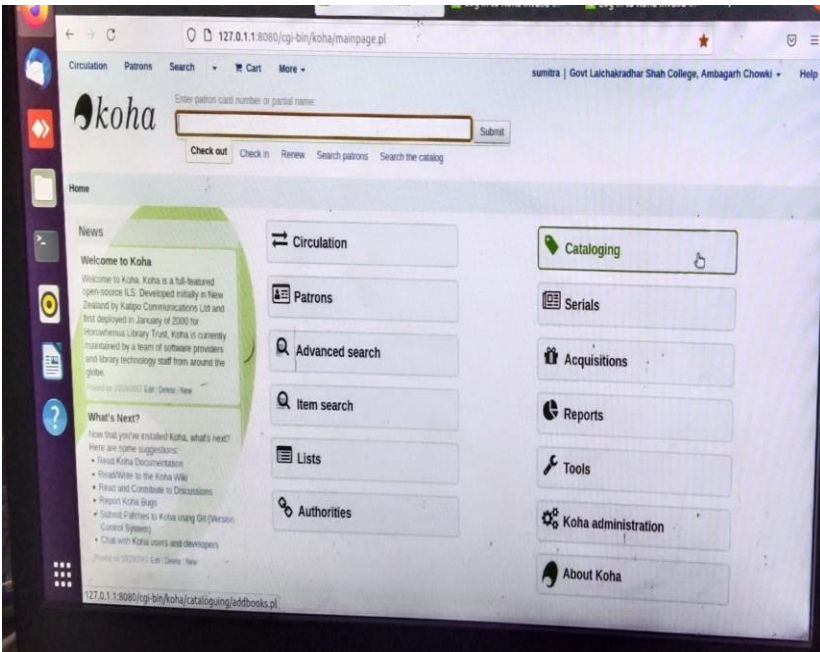 127.0.1.1:8080/cgi-bin/koha/mainpage.pl
Circulation Patrons Search Cart More
sumitra | Govt Lalchakradhar Shah College, Ambagarh Chowki Help
koha
Enter patron card number or partial name:
Submit
Check out Check in Renew Search patrons Search the catalog
Home
News
Welcome to Koha
Welcome to Koha. Koha is a full-featured
open-source ILS. Developed initially in New
Zealand by Katipo Communications Ltd and
first deployed in January of 2000 for
Horowhenua Library Trust, Koha is currently
maintained by a team of software providers
and library technology staff from around the
globe.
Edit | Delete | New
What's Next?
Now that you've installed Koha, what's next?
Here are some suggestions:
• Read Koha Documentation
• Read/Write to the Koha Wiki
• Read and Contribute to Discussions
• Report Koha Bugs
• Submit Patches to Koha using Git (Version
Control System)
• Chat with Koha users and developers
Edit | Delete | New
Circulation
Patrons
Advanced search
Item search
Lists
Authorities
Cataloging
Serials
Acquisitions
Reports
Tools
Koha administration
About Koha
127.0.1.1:8080/cgi-bin/koha/cataloguing/addbooks.pl